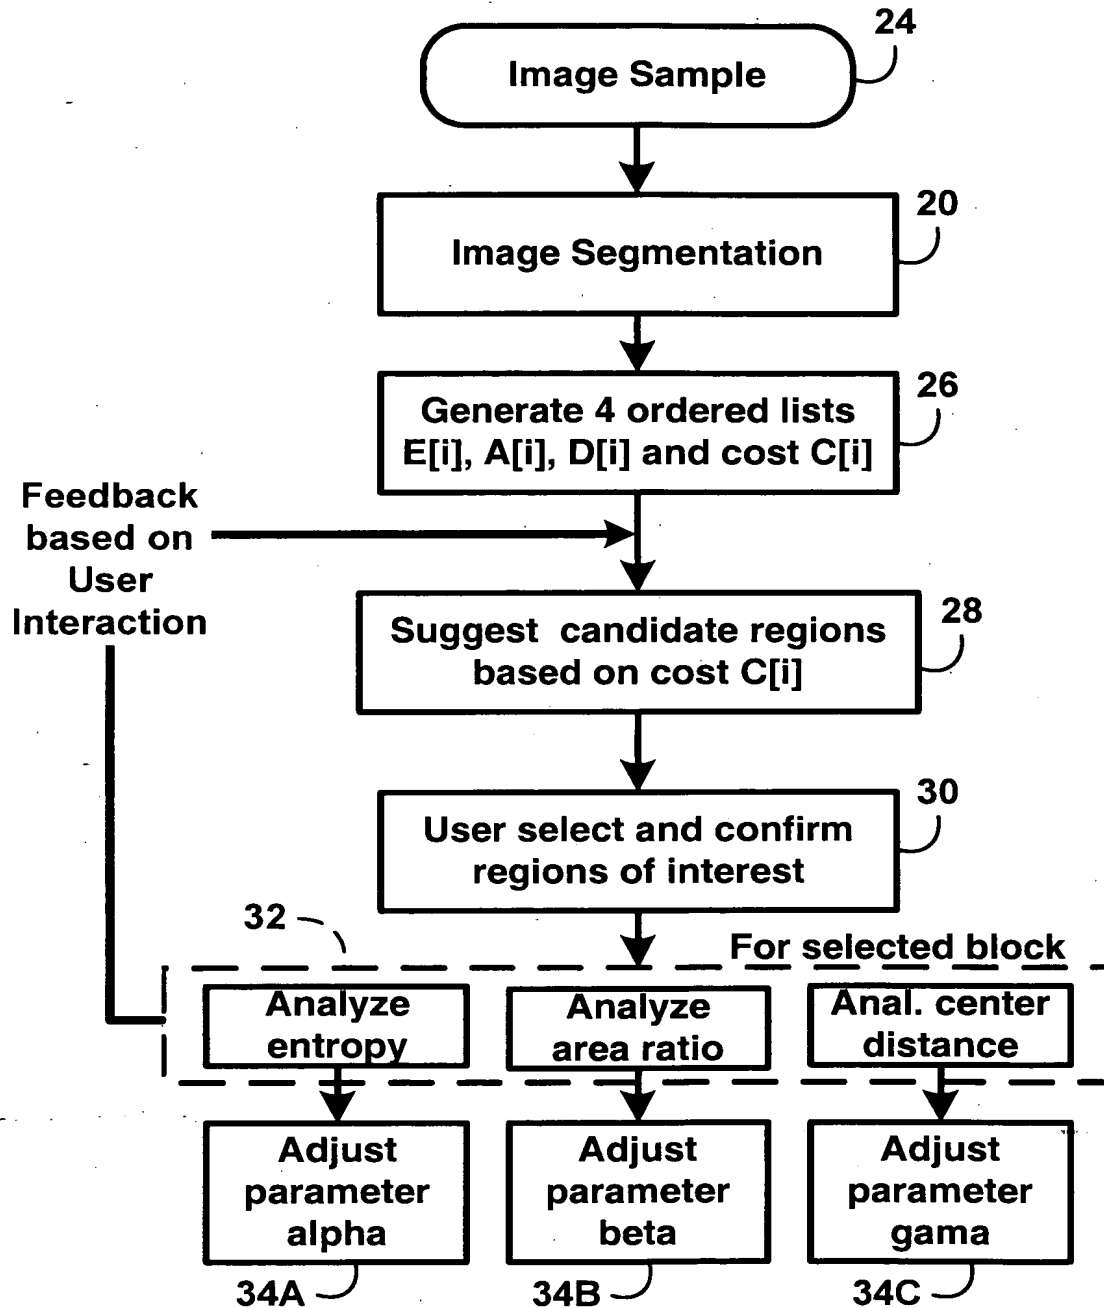 24
Image Sample
20
Image Segmentation
26
Generate 4 ordered lists
E[i], A[i], D[i] and cost C[i]
Feedback
based on
User
Interaction
28
Suggest candidate regions
based on cost C[i]
30
User select and confirm
regions of interest
32
For selected block
Analyze
entropy
Analyze
area ratio
Anal. center
distance
Adjust
parameter
alpha
Adjust
parameter
beta
Adjust
parameter
gama
34A
34B
34C